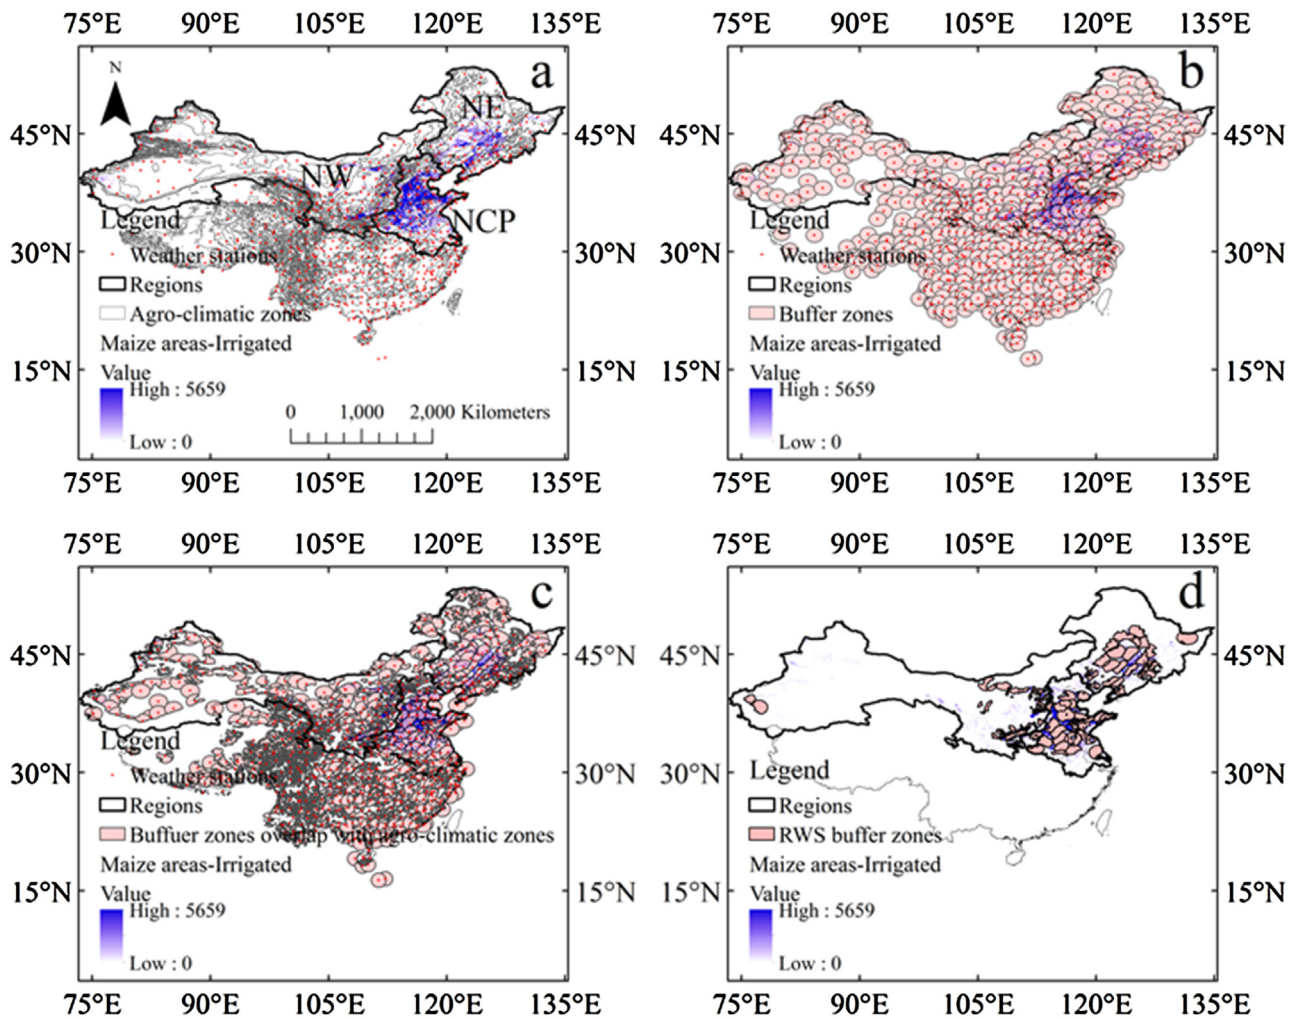 75°E 90°E 105°E 120°E 135°E 75°E 90°E 105°E 120°E 135°E
a
b
N
NE
45°N 45°N 45°N
NW
NCP
Legend
Legend
30°N 30°N 30°N
Weather stations
Weather stations
Regions
Regions
Agro-climatic zones
Buffer zones
Maize areas-Irrigated
Maize areas-Irrigated
15°N 15°N 15°N
Value
Value
High : 5659
High : 5659
0 1,000 2,000 Kilometers
Low : 0
Low : 0
75°E 90°E 105°E 120°E 135°E 75°E 90°E 105°E 120°E 135°E
75°E 90°E 105°E 120°E 135°E 75°E 90°E 105°E 120°E 135°E
c
d
45°N 45°N 45°N
Legend
30°N 30°N 30°N
Legend
Weather stations
Regions
Regions
Buffuer zones overlap with agro-climatic zones
RWS buffer zones
Maize areas-Irrigated
Maize areas-Irrigated
15°N 15°N 15°N
Value
Value
High : 5659
High : 5659
Low : 0
Low : 0
75°E 90°E 105°E 120°E 135°E 75°E 90°E 105°E 120°E 135°E